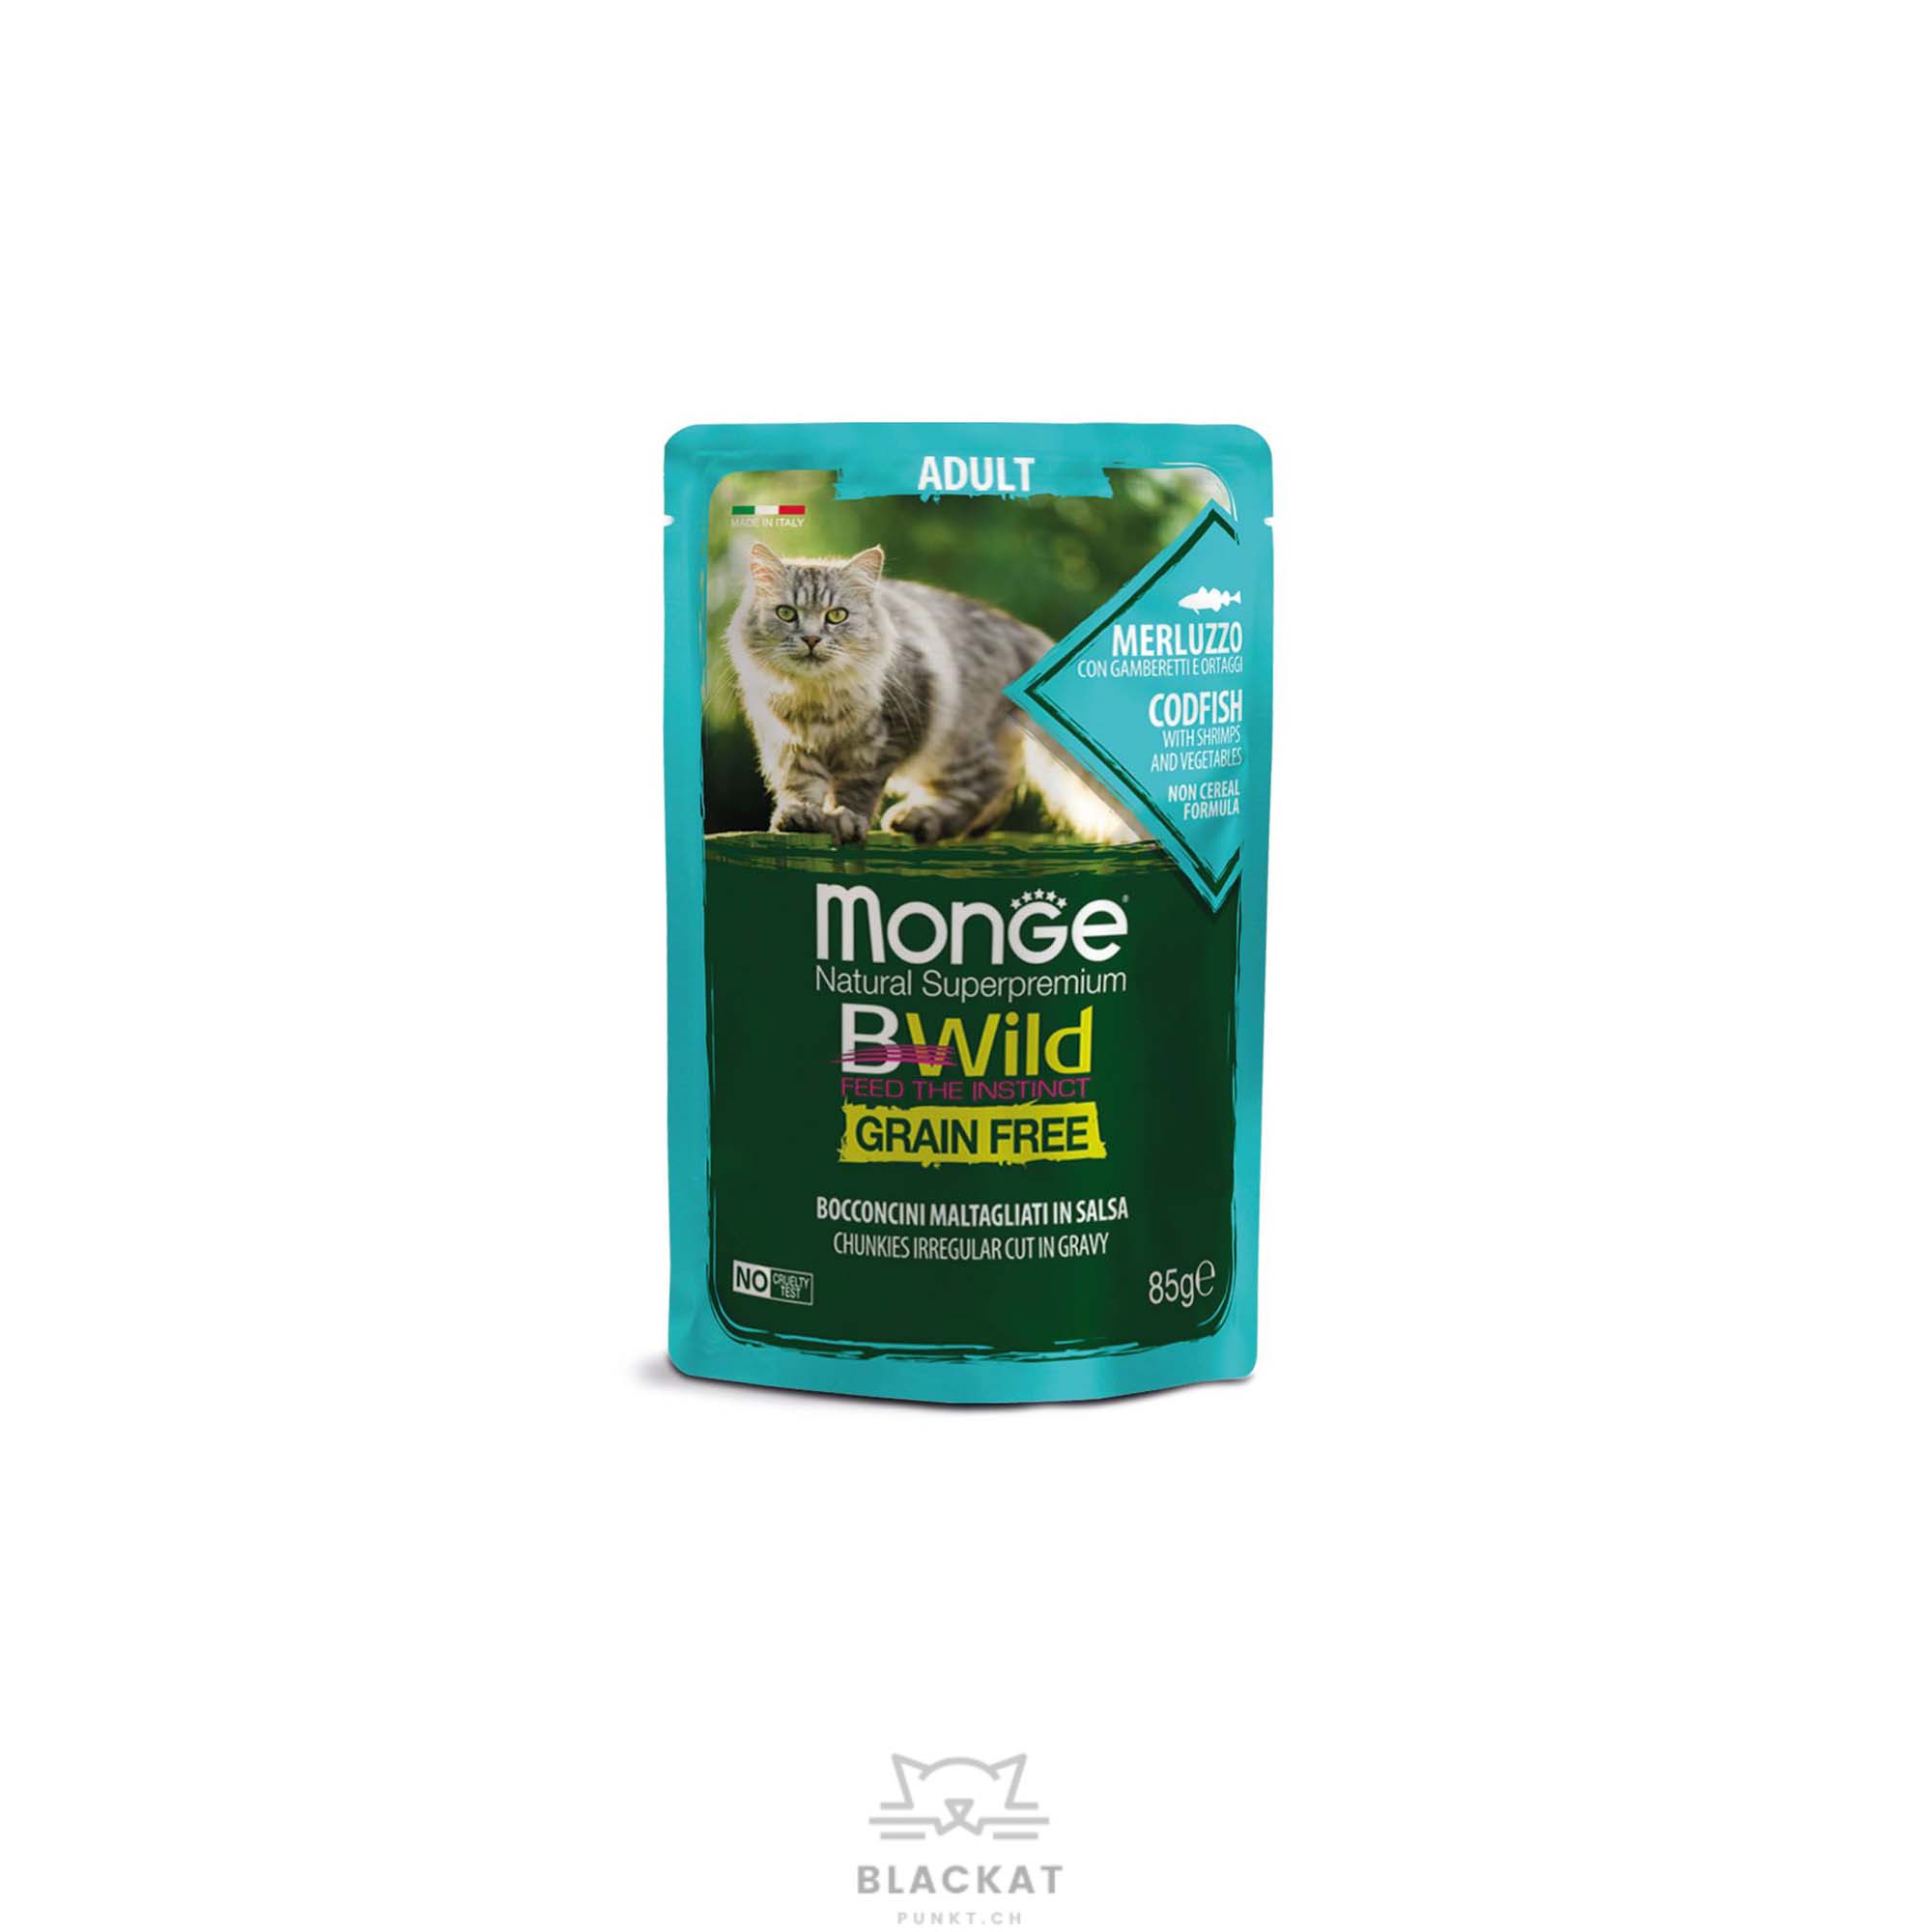 ADULT
MADE IN ITALY
MERLUZZO
CON GAMBERETTI E ORTAGGI
CODFISH
WITH SHRIMPS
AND VEGETABLES
NON CEREAL
FORMULA
monGe®
Natural Superpremium
BWild
FEED THE INSTINCT
GRAIN FREE
BOCCONCINI MALTAGLIATI IN SALSA
CHUNKIES IRREGULAR CUT IN GRAVY
NO CRUELTY
TEST
85g℮
BLACKAT
PUNKT.CH